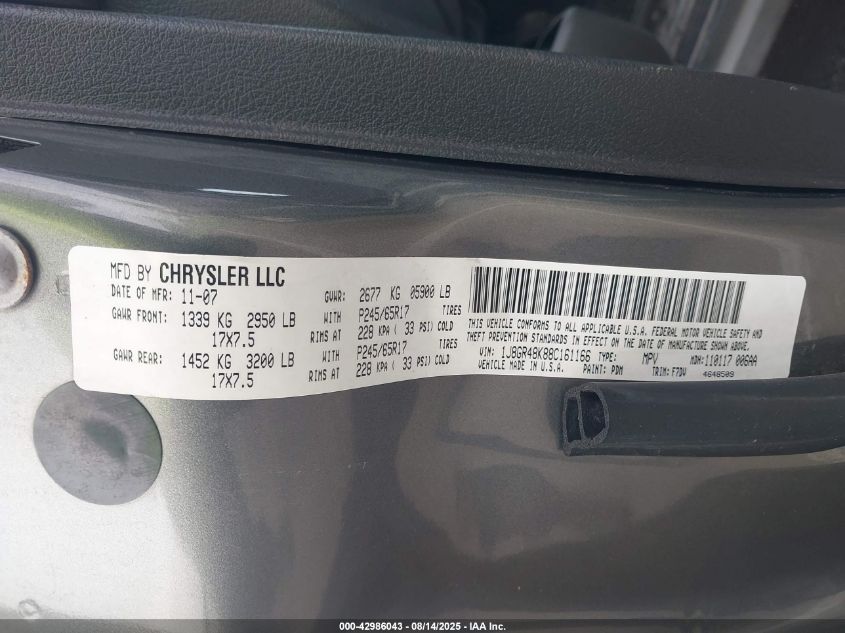 MFD BY CHRYSLER LLC
DATE OF MFR: 11-07 GVWR: 2677 KG 05900 LB
GAWR FRONT: 1339 KG 2950 LB WITH P245/65R17 TIRES
17X7.5 RIMS AT 228 KPA ( 33 PSI) COLD
GAWR REAR: 1452 KG 3200 LB WITH P245/65R17 TIRES
17X7.5 RIMS AT 228 KPA ( 33 PSI) COLD
THIS VEHICLE CONFORMS TO ALL APPLICABLE U.S.A. FEDERAL MOTOR VEHICLE SAFETY AND
THEFT PREVENTION STANDARDS IN EFFECT ON THE DATE OF MANUFACTURE SHOWN ABOVE.
VIN: 1J8GR48K88C161166 TYPE: MPV MDH: 110117 006AA
VEHICLE MADE IN U.S.A. PAINT: PDM TRIM: F7DV 4648509
000-42986043 - 08/14/2025 - IAA Inc.